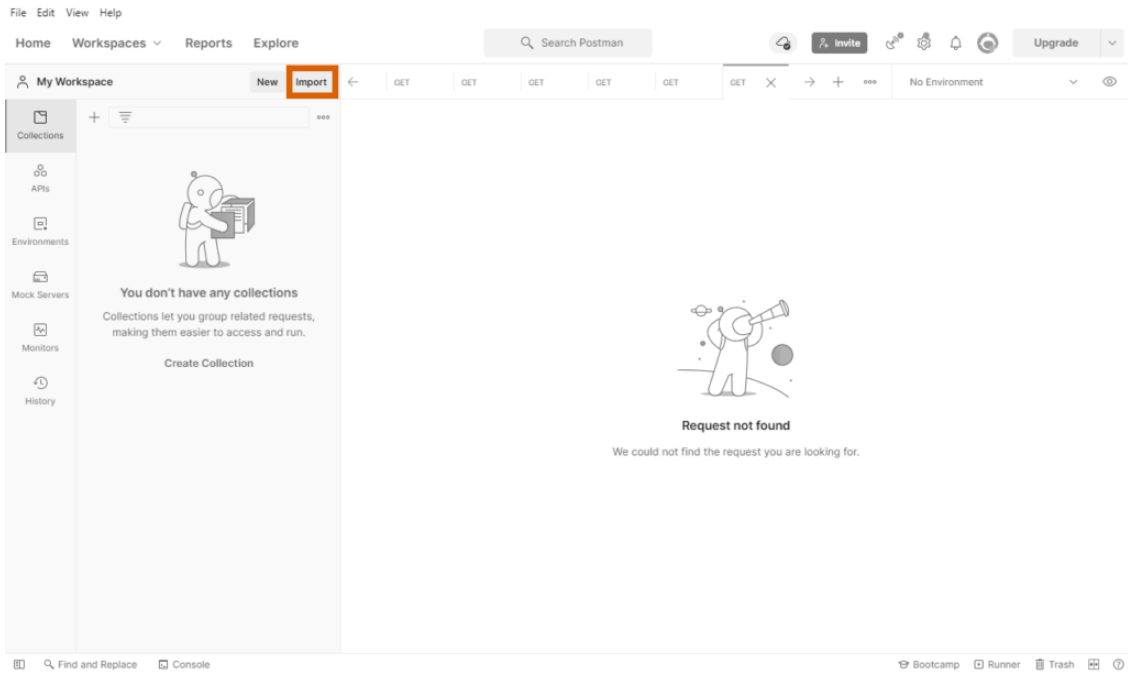 File Edit View Help
Home Workspaces Reports Explore Search Postman Invite Upgrade
My Workspace New Import GET GET GET GET GET GET No Environment
Collections
APIs
Environments
Mock Servers
Monitors
History
You don't have any collections
Collections let you group related requests,
making them easier to access and run.
Create Collection
Request not found
We could not find the request you are looking for.
Find and Replace Console Bootcamp Runner Trash